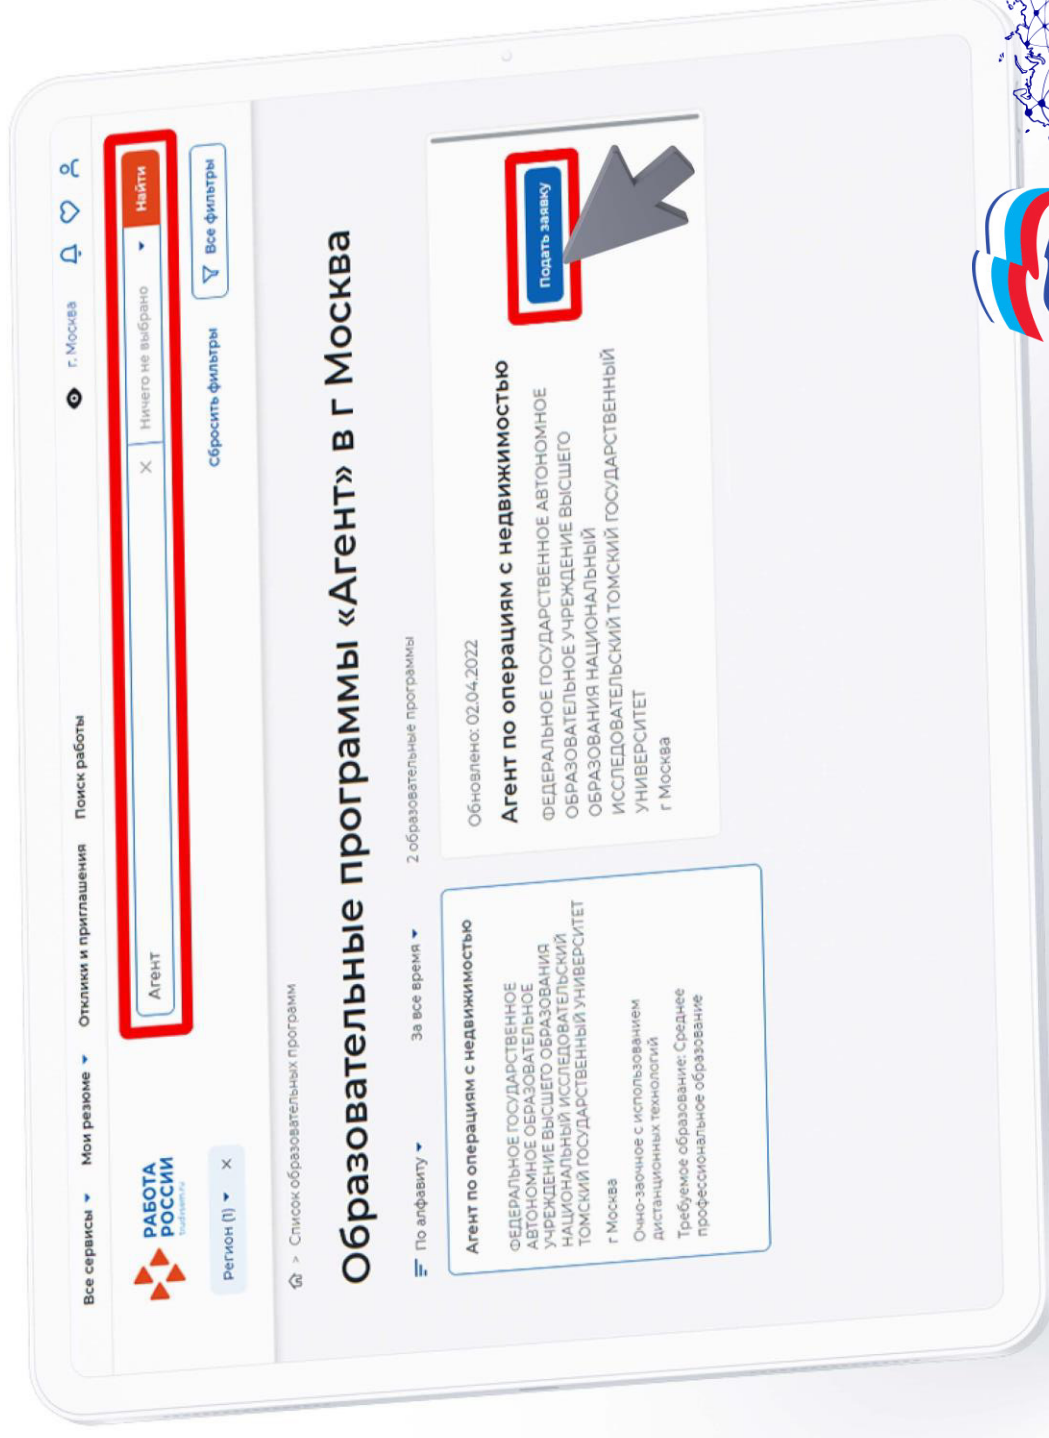 Все сервисы
Мои резюме
Отклики и приглашения
Поиск работы
г. Москва
РАБОТА
РОССИИ
trudvsem.ru
Агент
Ничего не выбрано
Найти
Регион (1)
Сбросить фильтры
Все фильтры
> Список образовательных программ
Образовательные программы «Агент» в г Москва
По алфавиту
За все время
2 образовательные программы
Агент по операциям с недвижимостью
ФЕДЕРАЛЬНОЕ ГОСУДАРСТВЕННОЕ
АВТОНОМНОЕ ОБРАЗОВАТЕЛЬНОЕ
УЧРЕЖДЕНИЕ ВЫСШЕГО ОБРАЗОВАНИЯ
НАЦИОНАЛЬНЫЙ ИССЛЕДОВАТЕЛЬСКИЙ
ТОМСКИЙ ГОСУДАРСТВЕННЫЙ УНИВЕРСИТЕТ
г Москва
Очно-заочное с использованием
дистанционных технологий
Требуемое образование: Среднее
профессиональное образование
Обновлено: 02.04.2022
Агент по операциям с недвижимостью
ФЕДЕРАЛЬНОЕ ГОСУДАРСТВЕННОЕ АВТОНОМНОЕ
ОБРАЗОВАТЕЛЬНОЕ УЧРЕЖДЕНИЕ ВЫСШЕГО
ОБРАЗОВАНИЯ НАЦИОНАЛЬНЫЙ
ИССЛЕДОВАТЕЛЬСКИЙ ТОМСКИЙ ГОСУДАРСТВЕННЫЙ
УНИВЕРСИТЕТ
г Москва
Подать заявку